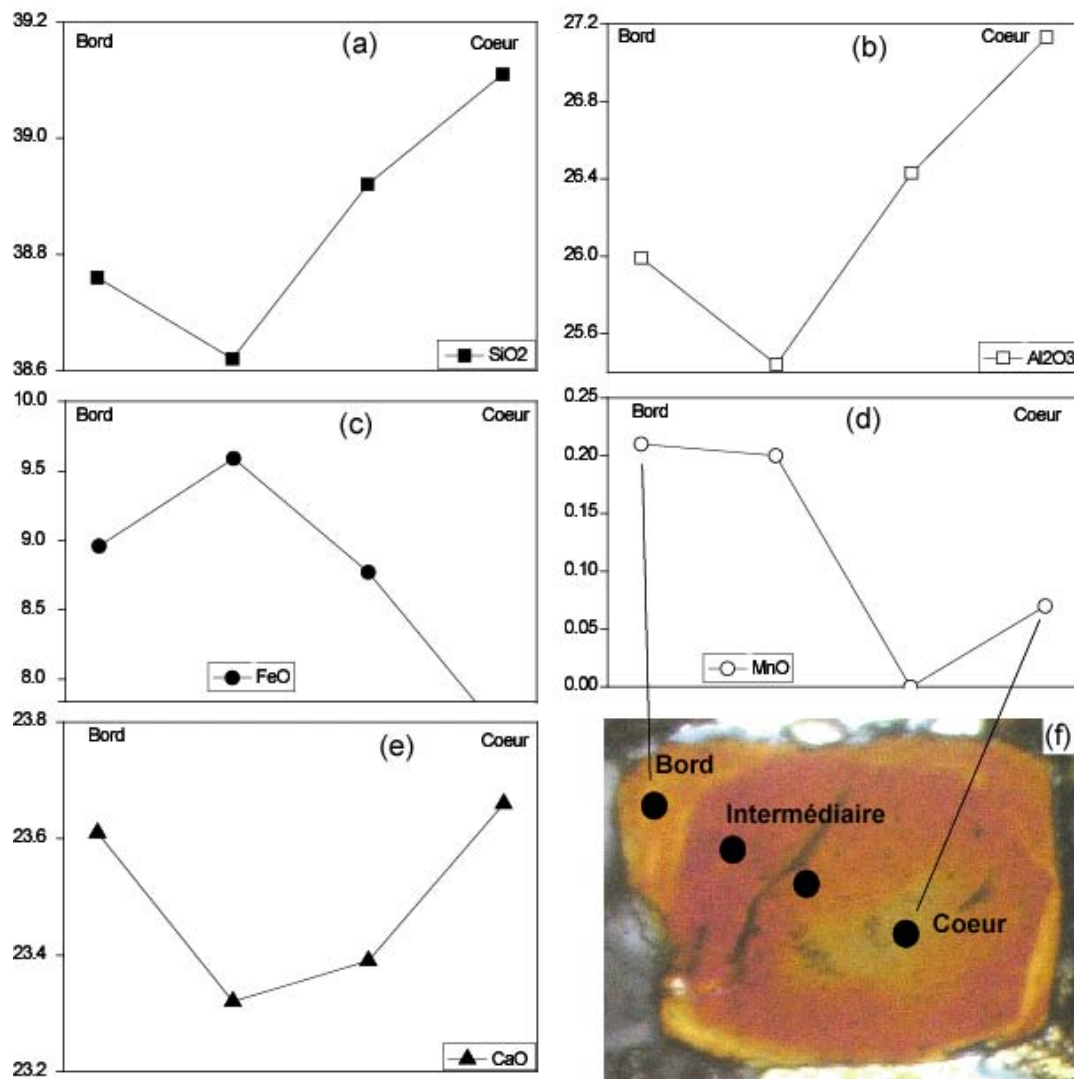 39.2
39.0
38.8
38.6
Bord
(a)
Coeur
SiO2
27.2
26.8
26.4
26.0
25.6
Bord
(b)
Coeur
Al2O3
10.0
9.5
9.0
8.5
8.0
Bord
(c)
Coeur
FeO
0.25
0.20
0.15
0.10
0.05
0.00
Bord
(d)
Coeur
MnO
23.8
23.6
23.4
23.2
Bord
(e)
Coeur
CaO
(f)
Bord
Intermédiaire
Coeur